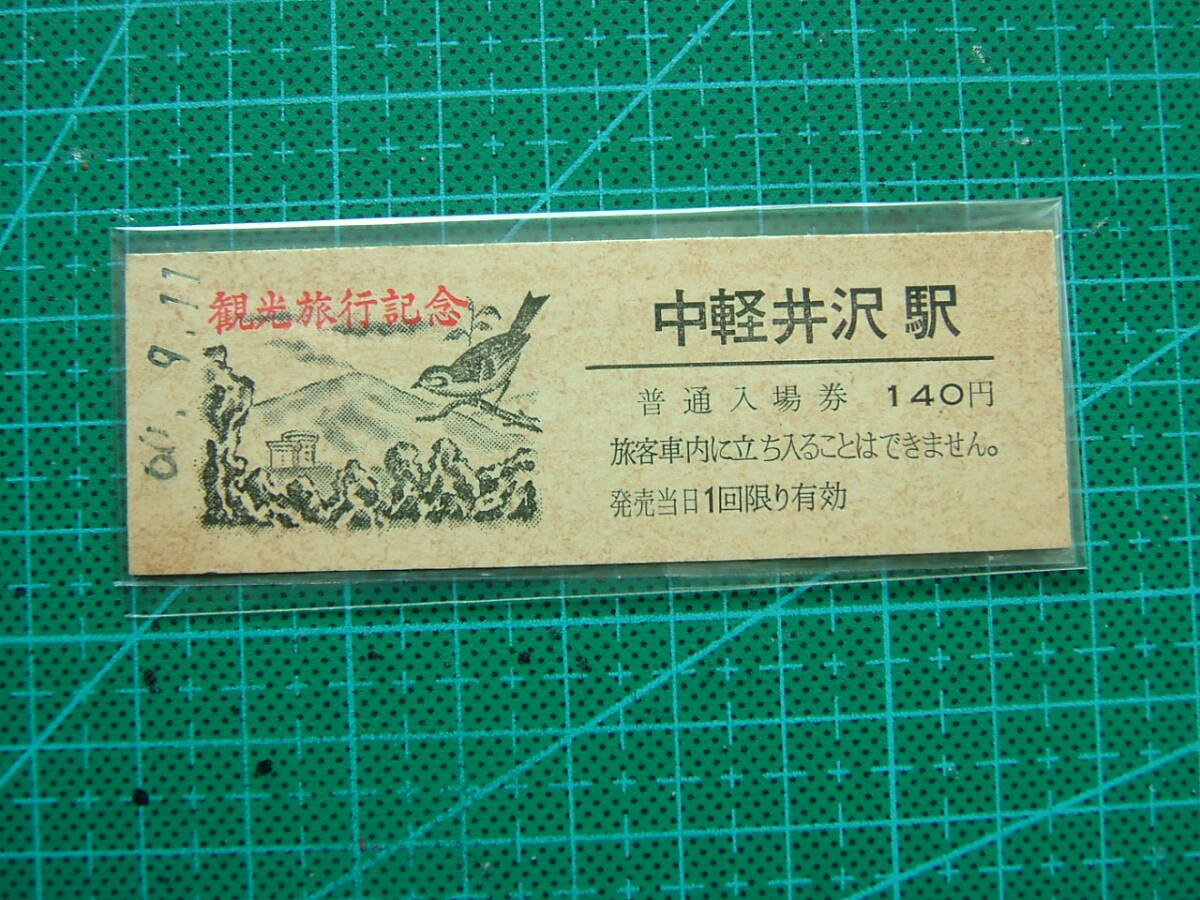 60. 9. 11
観光旅行記念
中軽井沢駅
普通入場券 140円
旅客車内に立ち入ることはできません。
発売当日1回限り有効